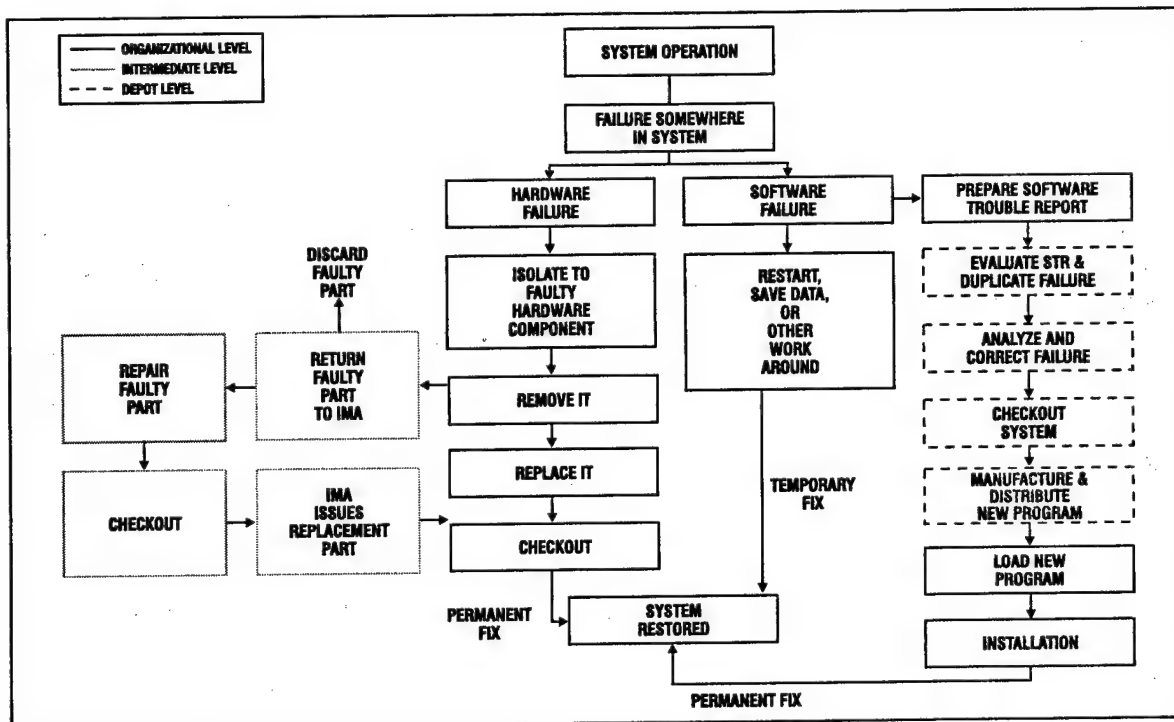 ORGANIZATIONAL LEVEL
INTERMEDIATE LEVEL
DEPOT LEVEL
SYSTEM OPERATION
FAILURE SOMEWHERE
IN SYSTEM
HARDWARE
FAILURE
SOFTWARE
FAILURE
PREPARE SOFTWARE
TROUBLE REPORT
DISCARD
FAULTY
PART
ISOLATE TO
FAULTY
HARDWARE
COMPONENT
RESTART,
SAVE DATA,
OR
OTHER
WORK
AROUND
EVALUATE STR &
DUPLICATE FAILURE
ANALYZE AND
CORRECT FAILURE
REPAIR
FAULTY
PART
RETURN
FAULTY
PART
TO IMA
REMOVE IT
CHECKOUT
SYSTEM
REPLACE IT
TEMPORARY
FIX
MANUFACTURE &
DISTRIBUTE
NEW PROGRAM
CHECKOUT
IMA
ISSUES
REPLACEMENT
PART
CHECKOUT
LOAD NEW
PROGRAM
PERMANENT
FIX
SYSTEM
RESTORED
INSTALLATION
PERMANENT FIX